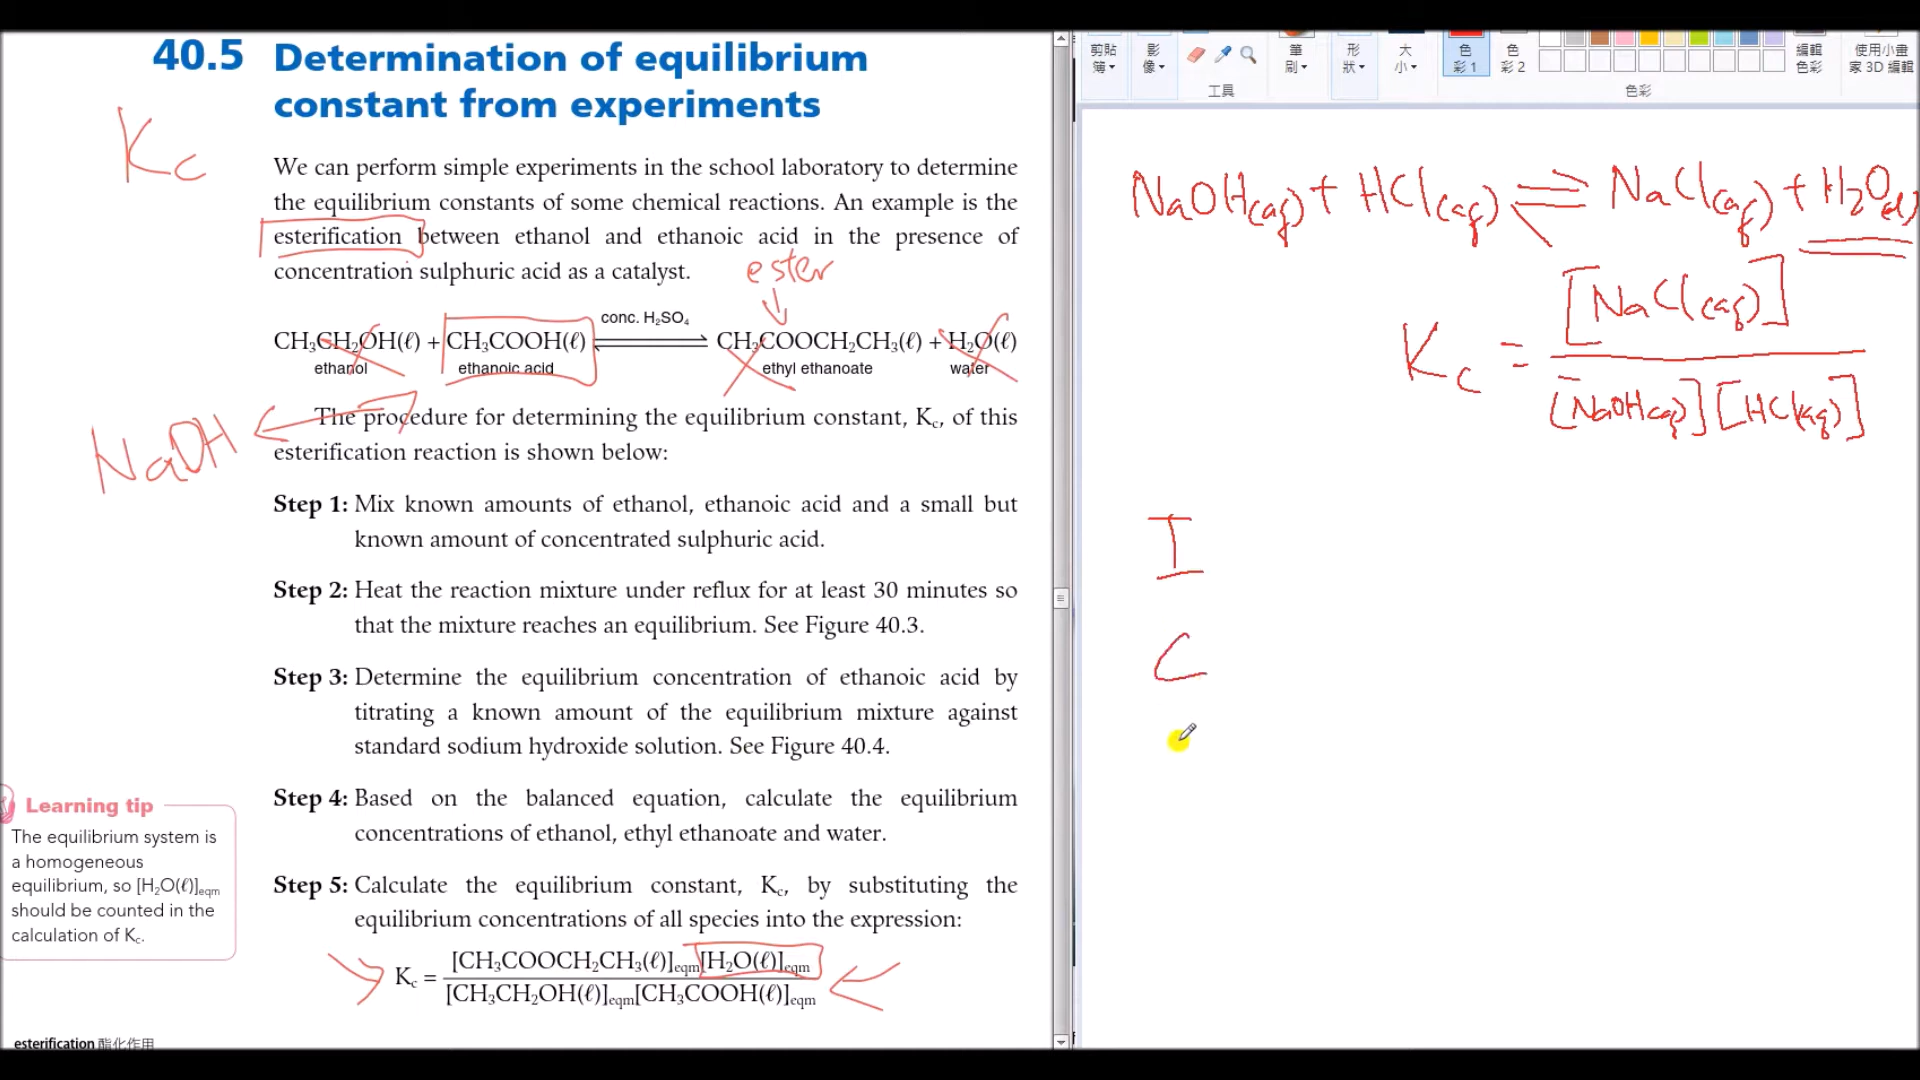 40.5 Determination of equilibrium
constant from experiments
Kc
We can perform simple experiments in the school laboratory to determine
the equilibrium constants of some chemical reactions. An example is the
esterification between ethanol and ethanoic acid in the presence of
concentration sulphuric acid as a catalyst.
ester
conc. H₂SO₄
CH₃CH₂OH(ℓ) + CH₃COOH(ℓ) ⇌ CH₃COOCH₂CH₃(ℓ) + H₂O(ℓ)
ethanol ethanoic acid ethyl ethanoate water
NaOH
The procedure for determining the equilibrium constant, Kc, of this
esterification reaction is shown below:
Step 1: Mix known amounts of ethanol, ethanoic acid and a small but
known amount of concentrated sulphuric acid.
Step 2: Heat the reaction mixture under reflux for at least 30 minutes so
that the mixture reaches an equilibrium. See Figure 40.3.
Step 3: Determine the equilibrium concentration of ethanoic acid by
titrating a known amount of the equilibrium mixture against
standard sodium hydroxide solution. See Figure 40.4.
Step 4: Based on the balanced equation, calculate the equilibrium
concentrations of ethanol, ethyl ethanoate and water.
Step 5: Calculate the equilibrium constant, Kc, by substituting the
equilibrium concentrations of all species into the expression:
Kc = [CH₃COOCH₂CH₃(ℓ)]eqm[H₂O(ℓ)]eqm
[CH₃CH₂OH(ℓ)]eqm[CH₃COOH(ℓ)]eqm
Learning tip
The equilibrium system is
a homogeneous
equilibrium, so [H₂O(ℓ)]eqm
should be counted in the
calculation of Kc.
esterification 酯化作用
剪貼
簿
影
像
工具
筆
刷
形
狀
大
小
色
彩 1
色
彩 2
色彩
編輯
色彩
使用小畫
家 3D 編輯
NaOH(aq) + HCl(aq) ⇌ NaCl(aq) + H₂O(l)
Kc = [NaCl(aq)]
[NaOH(aq)][HCl(aq)]
I
C